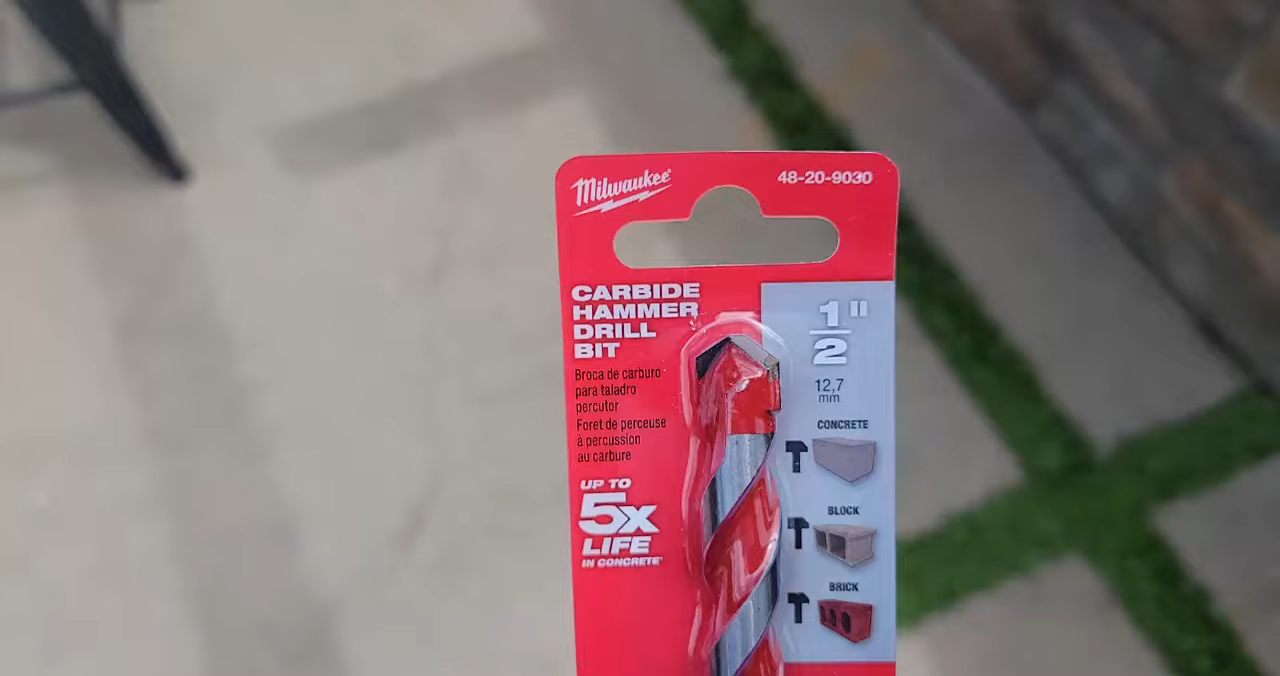 Milwaukee
48-20-9030
CARBIDE
HAMMER
DRILL
BIT
Broca de carburo
para taladro
percutor
Foret de perceuse
à percussion
au carbure
UP TO
5X
LIFE
IN CONCRETE*
1/2"
12,7
mm
CONCRETE
BLOCK
BRICK